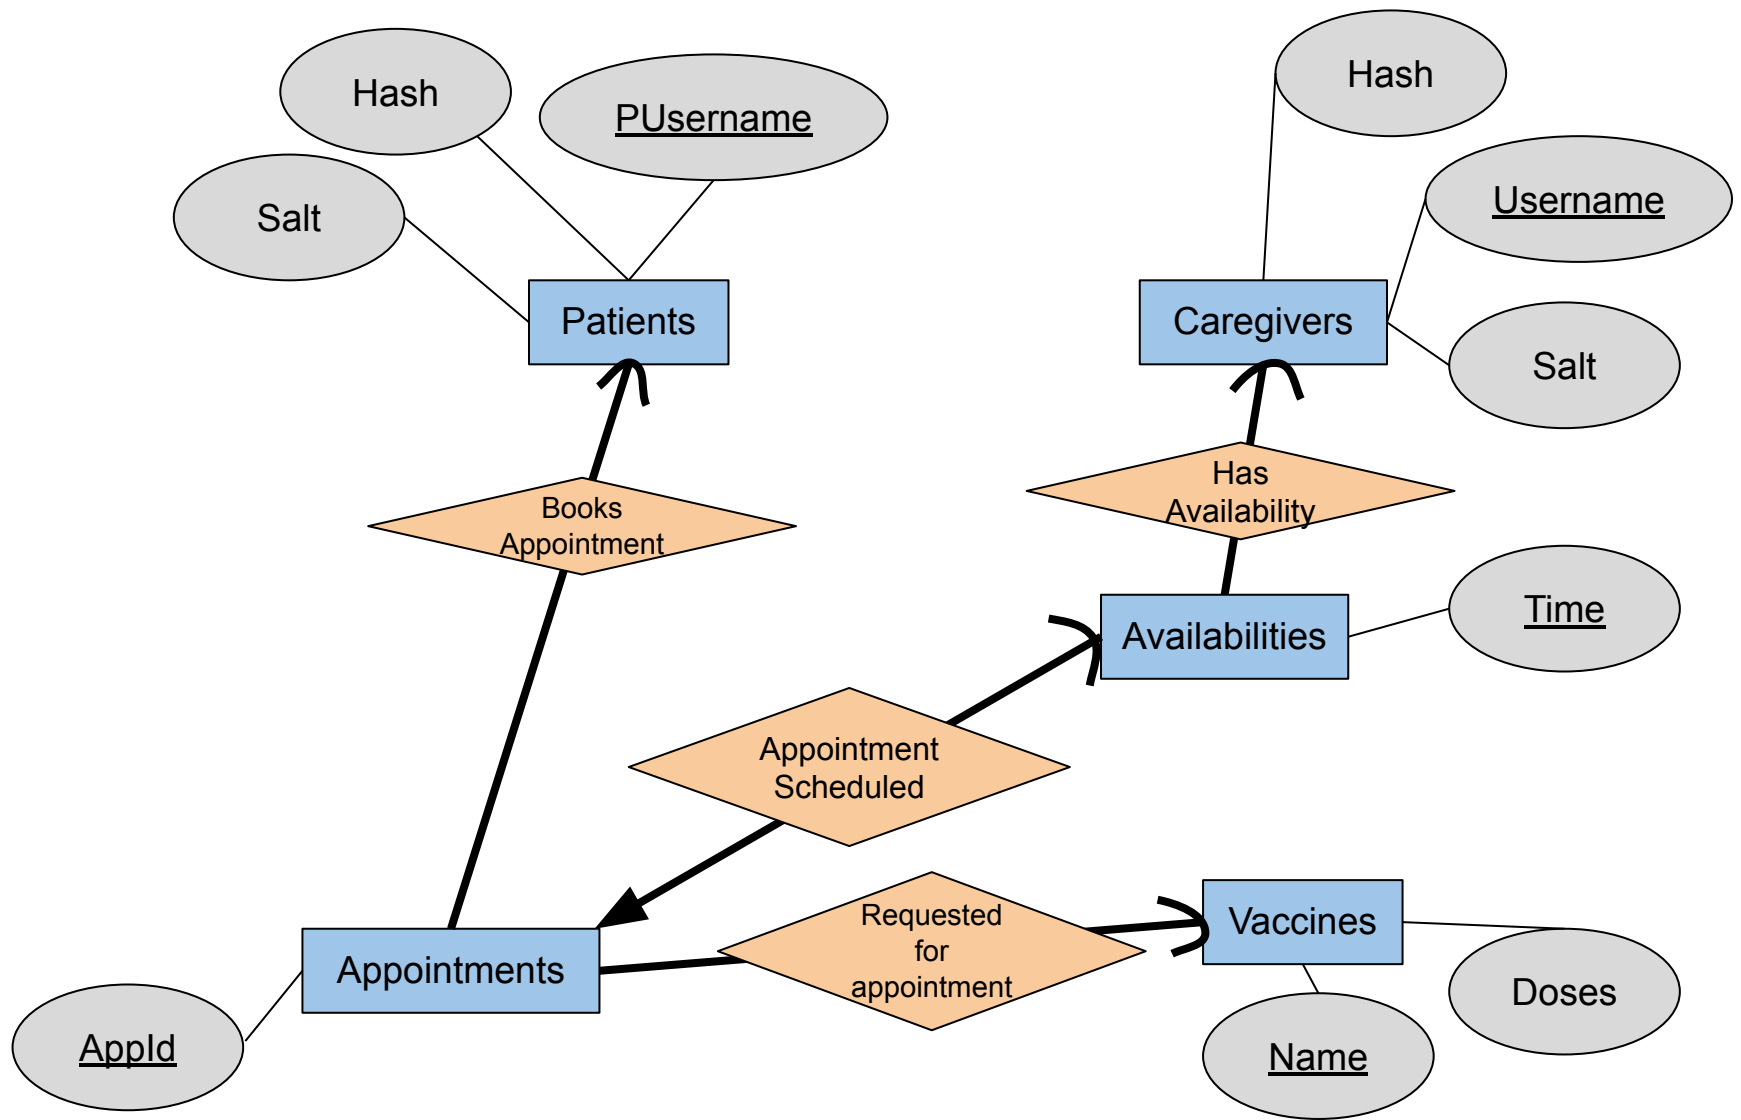 Hash
PUsername
Salt
Patients
Hash
Username
Caregivers
Salt
Books
Appointment
Has
Availability
Availabilities
Time
Appointment
Scheduled
Appointments
AppId
Requested
for
appointment
Vaccines
Doses
Name